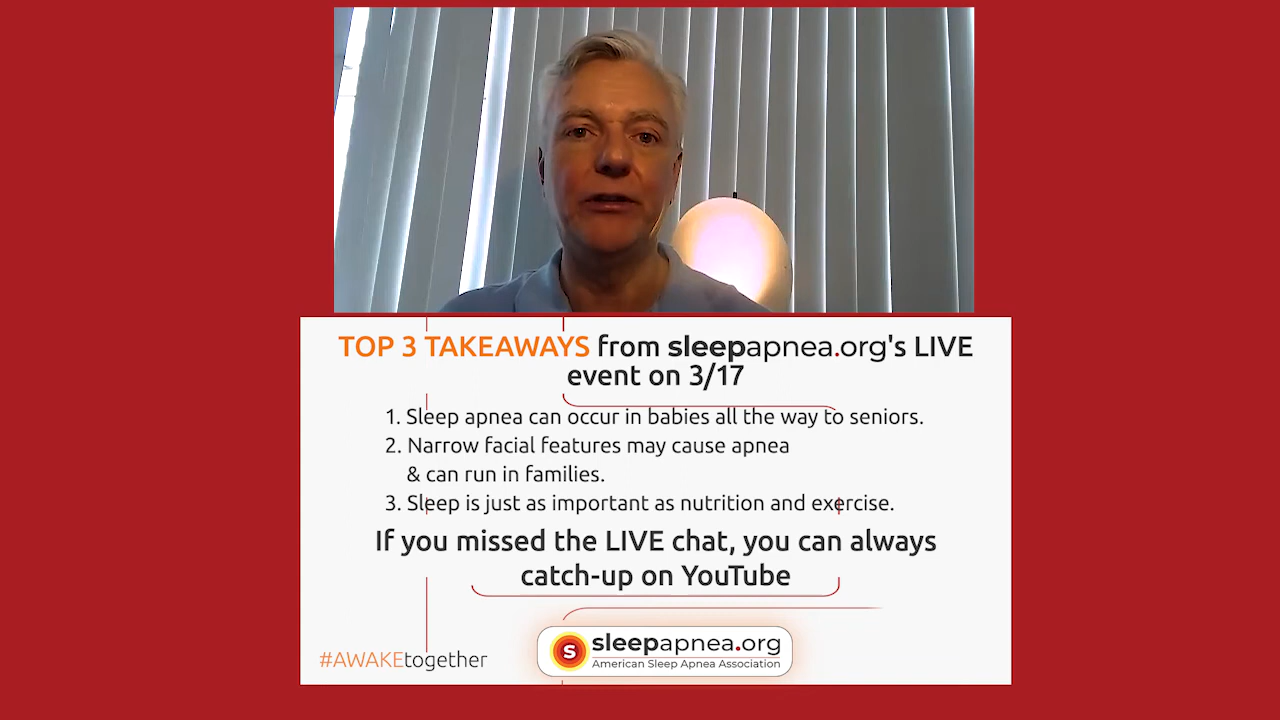 TOP 3 TAKEAWAYS from sleepapnea.org's LIVE
event on 3/17
1. Sleep apnea can occur in babies all the way to seniors.
2. Narrow facial features may cause apnea
& can run in families.
3. Sleep is just as important as nutrition and exercise.
If you missed the LIVE chat, you can always
catch-up on YouTube
#AWAKEtogether
S sleepapnea.org
American Sleep Apnea Association